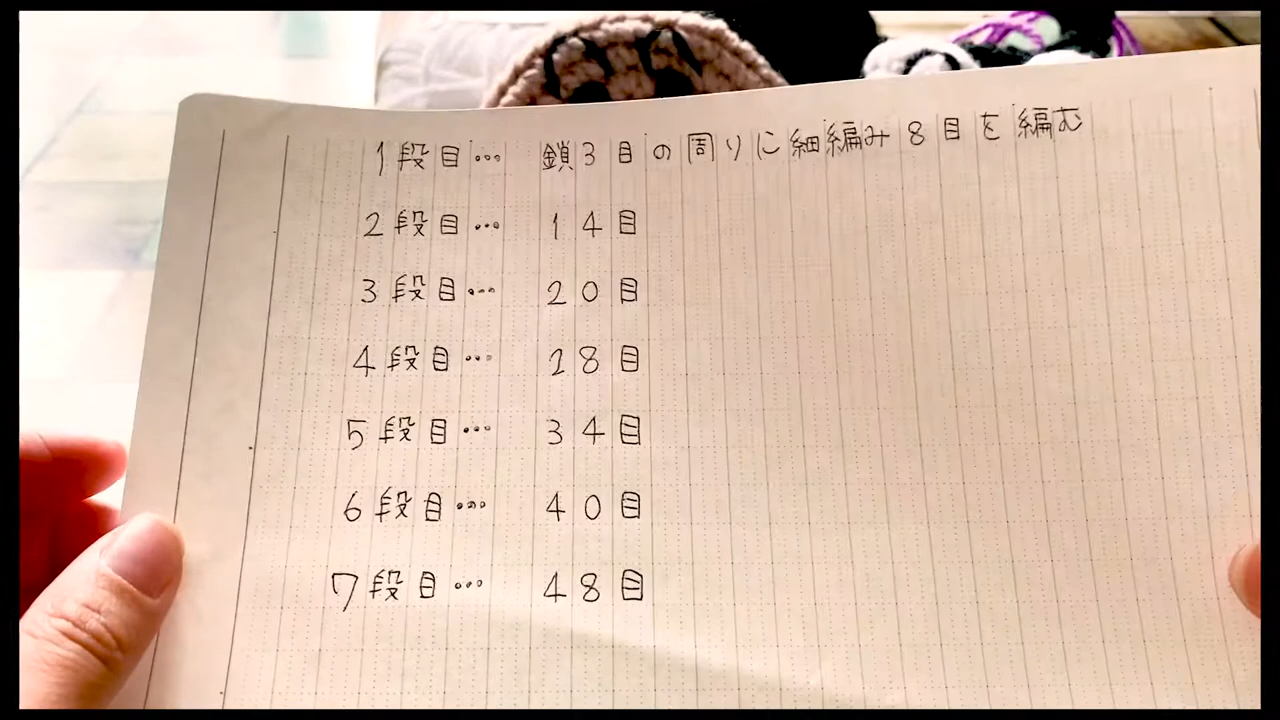 1段目… 鎖3目の周りに細編み8目を編む
2段目… 14目
3段目… 20目
4段目… 28目
5段目… 34目
6段目… 40目
7段目… 48目